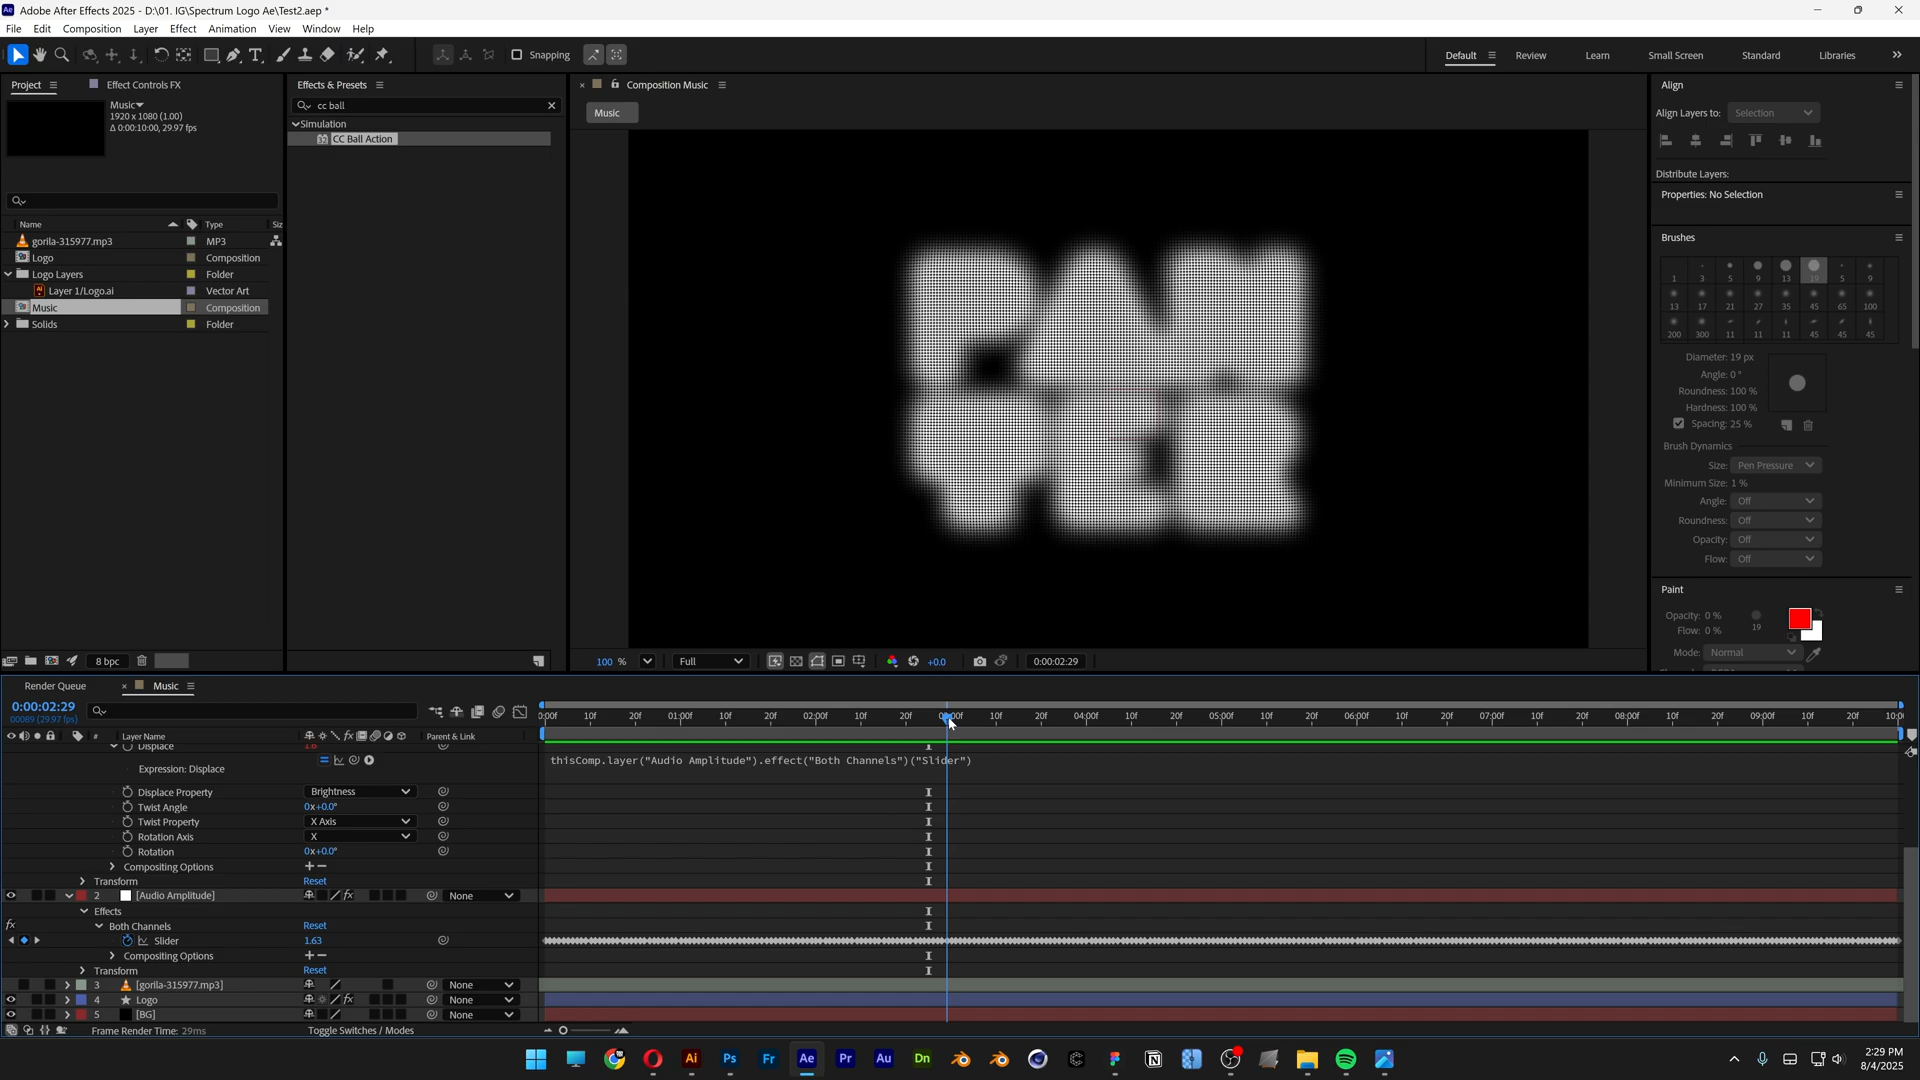 Adobe After Effects 2025 - D:\01. IG\Spectrum Logo Ae\Test2.aep *
File Edit Composition Layer Effect Animation View Window Help
Snapping
Default Review Learn Small Screen Standard Libraries
Project Effect Controls FX
Music
1920 x 1080 (1.00)
Δ 0:00:10:00, 29.97 fps
Name Type Siz
gorila-315977.mp3 MP3
Logo Composition
Logo Layers Folder
Vector 1/Logo.ai Vector Art
Music Composition
Solids Folder
8 bpc
Effects & Presets
cc ball
Simulation
CC Ball Action
Composition Music
Music
100 % Full +0.0 0:00:02:29
Align
Align Layers to: Selection
Distribute Layers:
Properties: No Selection
Brushes
1 3 5 9 13 19 5 9
13 17 21 27 35 45 65 100
200 300 11 11 11 45 45 45
Diameter: 19 px
Angle: 0 °
Roundness: 100 %
Hardness: 100 %
Spacing: 25 %
Brush Dynamics
Size: Pen Pressure
Minimum Size: 1 %
Angle: Off
Roundness: Off
Opacity: Off
Flow: Off
Paint
Opacity: 0 %
Flow: 0 %
19
Mode: Normal
Render Queue Music
0:00:02:29
00089 (29.97 fps)
0:00f 10f 20f 01:00f 10f 20f 02:00f 10f 20f 10f 20f 04:00f 10f 20f 05:00f 10f 20f 06:00f 10f 20f 07:00f 10f 20f 08:00f 10f 20f 09:00f 10f 20f 10:0
# Layer Name Parent & Link
Displace 1.6
Expression: Displace thisComp.layer("Audio Amplitude").effect("Both Channels")("Slider")
Displace Property Brightness
Twist Angle 0x+0.0°
Twist Property X Axis
Rotation Axis X
Rotation 0x+0.0°
Compositing Options + −
Transform Reset
2 [Audio Amplitude] None
Effects
Both Channels Reset
Slider 1.63
Compositing Options + −
Transform Reset
3 [gorila-315977.mp3] None
4 Logo None
5 [BG] None
Frame Render Time: 29ms Toggle Switches / Modes
Ai Ps Fr Ae Pr Au Dn
2:29 PM
8/4/2025